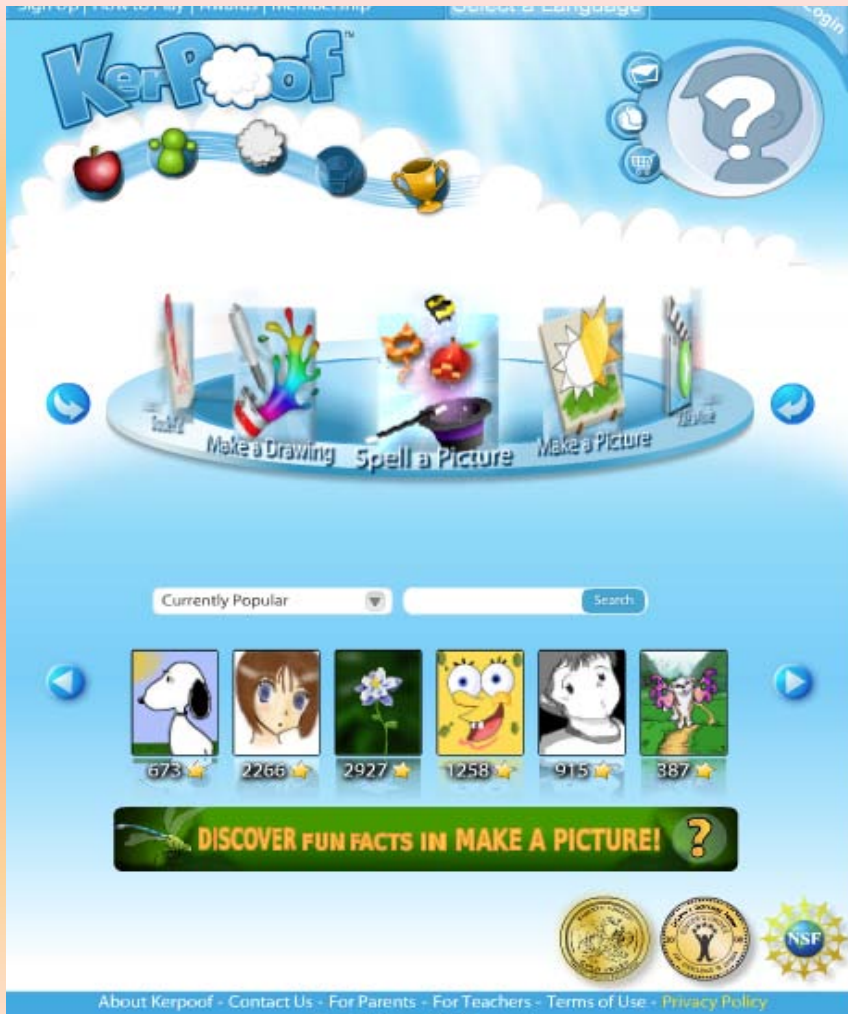 Sign Up | How to Play | Awards | Membership
Select a Language
Login
KerPoof™
Make a Drawing
Spell a Picture
Make a Picture
Currently Popular
Search
673
2266
2927
1258
915
387
DISCOVER FUN FACTS IN MAKE A PICTURE!
?
NSF
About Kerpoof - Contact Us - For Parents - For Teachers - Terms of Use - Privacy Policy